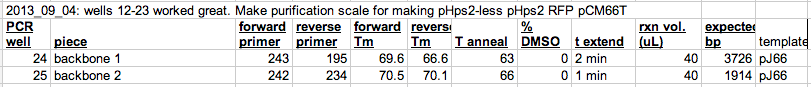 2013_09_04: wells 12-23 worked great. Make purification scale for making pHps2-less pHps2 RFP pCM66T
PCR well piece forward primer reverse primer forward Tm revers Tm T anneal % DMSO t extend rxn vol. (uL) expected bp template
24 backbone 1 243 195 69.6 66.6 63 0 2 min 40 3726 pJ66
25 backbone 2 242 234 70.5 70.1 66 0 1 min 40 1914 pJ66